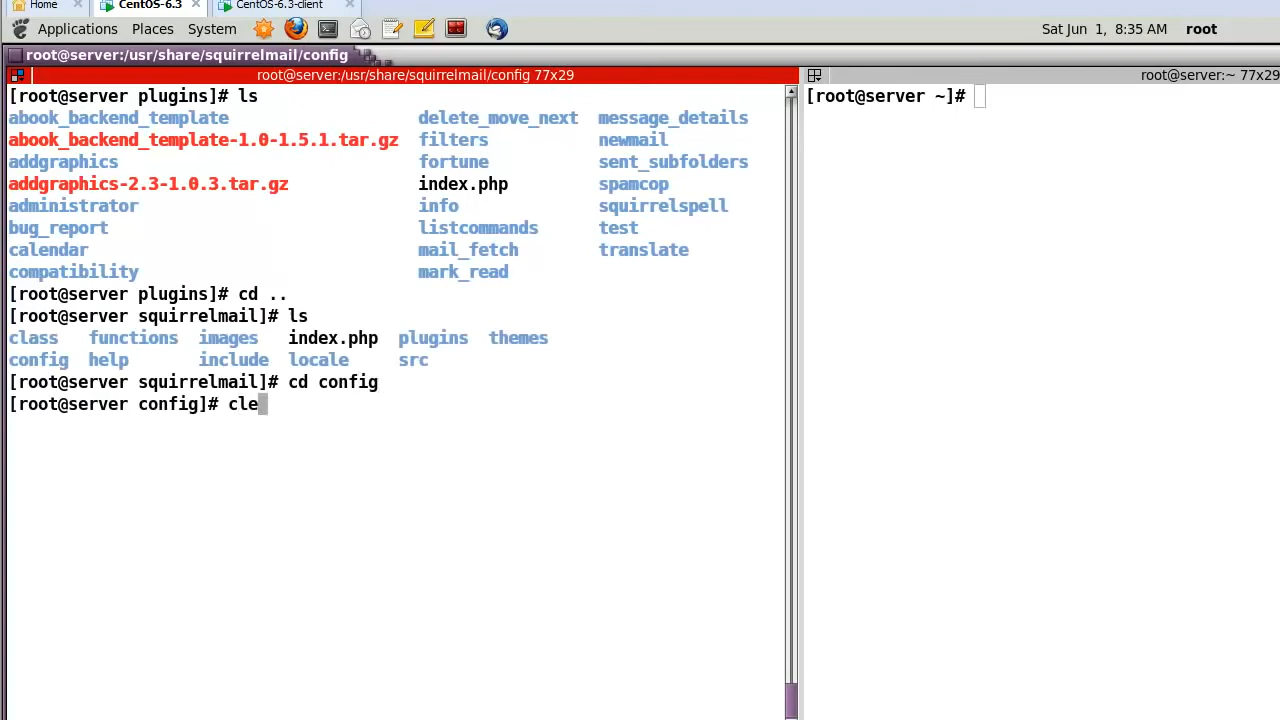 Home CentOS-6.3 CentOS-6.3-client
Applications Places System Sat Jun 1, 8:35 AM root
root@server:/usr/share/squirrelmail/config
root@server:/usr/share/squirrelmail/config 77x29
[root@server plugins]# ls
abook_backend_template delete_move_next message_details
abook_backend_template-1.0-1.5.1.tar.gz filters newmail
addgraphics fortune sent_subfolders
addgraphics-2.3-1.0.3.tar.gz index.php spamcop
administrator info squirrelspell
bug_report listcommands test
calendar mail_fetch translate
compatibility mark_read
[root@server plugins]# cd ..
[root@server squirrelmail]# ls
class functions images index.php plugins themes
config help include locale src
[root@server squirrelmail]# cd config
[root@server config]# cle
root@server:~ 77x29
[root@server ~]#